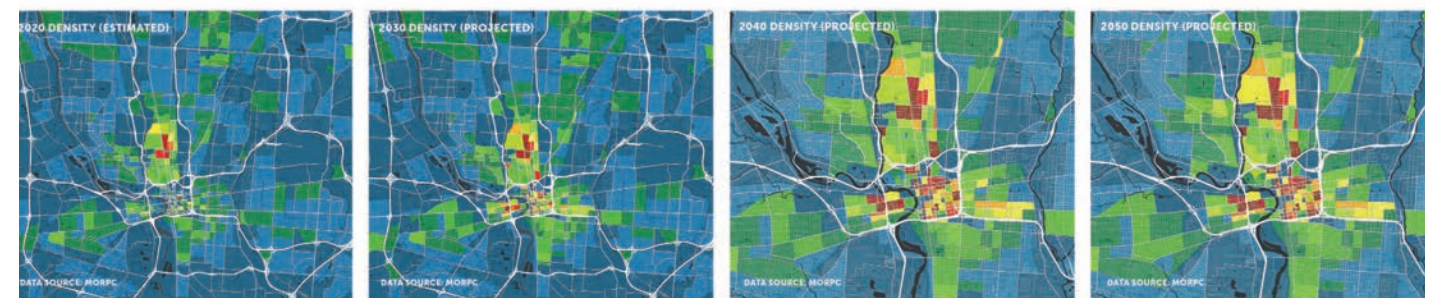 2020 DENSITY (ESTIMATED)
2030 DENSITY (PROJECTED)
2040 DENSITY (PROJECTED)
2050 DENSITY (PROJECTED)
DATA SOURCE: MORPC
DATA SOURCE: MORPC
DATA SOURCE: MORPC
DATA SOURCE: MORPC